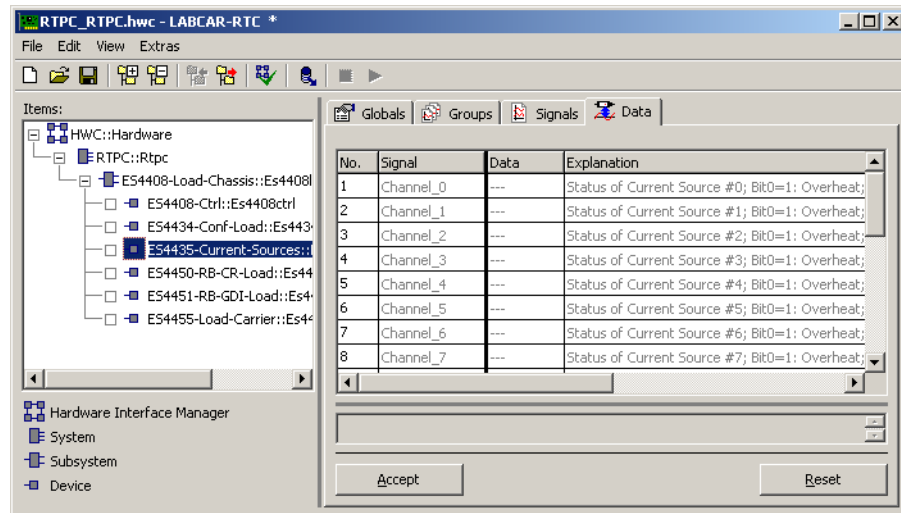 RTPC_RTPC.hwc - LABCAR-RTC *
File Edit View Extras
Items:
HWC::Hardware
RTPC::Rtpc
ES4408-Load-Chassis::Es4408l
ES4408-Ctrl::Es4408ctrl
ES4434-Conf-Load::Es443
ES4435-Current-Sources::
ES4450-RB-CR-Load::Es44
ES4451-RB-GDI-Load::Es4
ES4455-Load-Carrier::Es44
Hardware Interface Manager
System
Subsystem
Device
Globals Groups Signals Data
No. Signal Data Explanation
1 Channel_0 --- Status of Current Source #0; Bit0=1: Overheat;
2 Channel_1 --- Status of Current Source #1; Bit0=1: Overheat;
3 Channel_2 --- Status of Current Source #2; Bit0=1: Overheat;
4 Channel_3 --- Status of Current Source #3; Bit0=1: Overheat;
5 Channel_4 --- Status of Current Source #4; Bit0=1: Overheat;
6 Channel_5 --- Status of Current Source #5; Bit0=1: Overheat;
7 Channel_6 --- Status of Current Source #6; Bit0=1: Overheat;
8 Channel_7 --- Status of Current Source #7; Bit0=1: Overheat;
Accept Reset